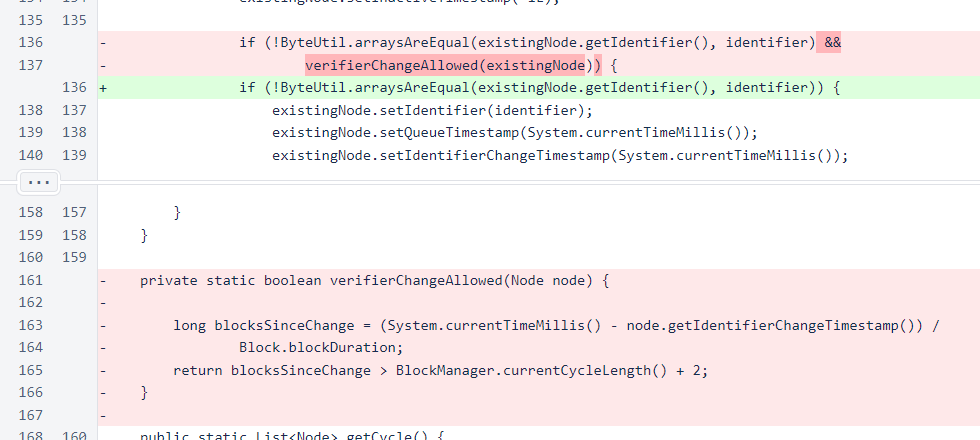 134 134 existingNode.setInactiveTimestamp(-1L);
135 135
136 - if (!ByteUtil.arraysAreEqual(existingNode.getIdentifier(), identifier) &&
137 - verifierChangeAllowed(existingNode)) {
136 + if (!ByteUtil.arraysAreEqual(existingNode.getIdentifier(), identifier)) {
138 137 existingNode.setIdentifier(identifier);
139 138 existingNode.setQueueTimestamp(System.currentTimeMillis());
140 139 existingNode.setIdentifierChangeTimestamp(System.currentTimeMillis());
...
158 157 }
159 158 }
160 159
161 - private static boolean verifierChangeAllowed(Node node) {
162 -
163 - long blocksSinceChange = (System.currentTimeMillis() - node.getIdentifierChangeTimestamp()) /
164 - Block.blockDuration;
165 - return blocksSinceChange > BlockManager.currentCycleLength() + 2;
166 - }
167 -
168 160 public static List<Node> getCycle() {